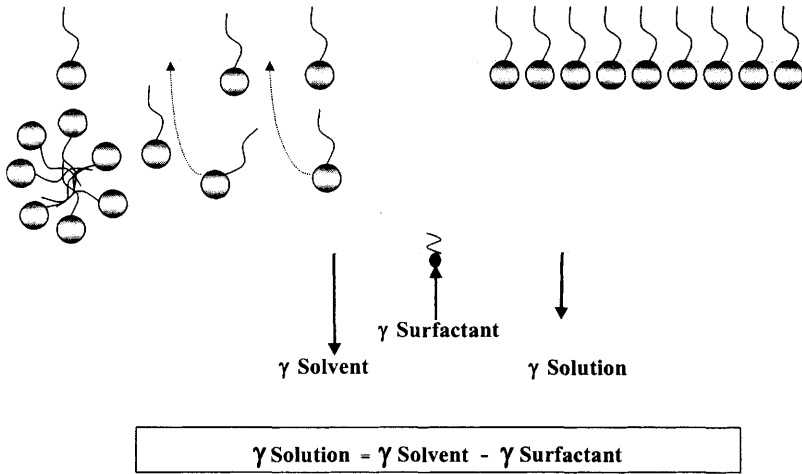 γ Surfactant
γ Solvent
γ Solution
γ Solution = γ Solvent - γ Surfactant